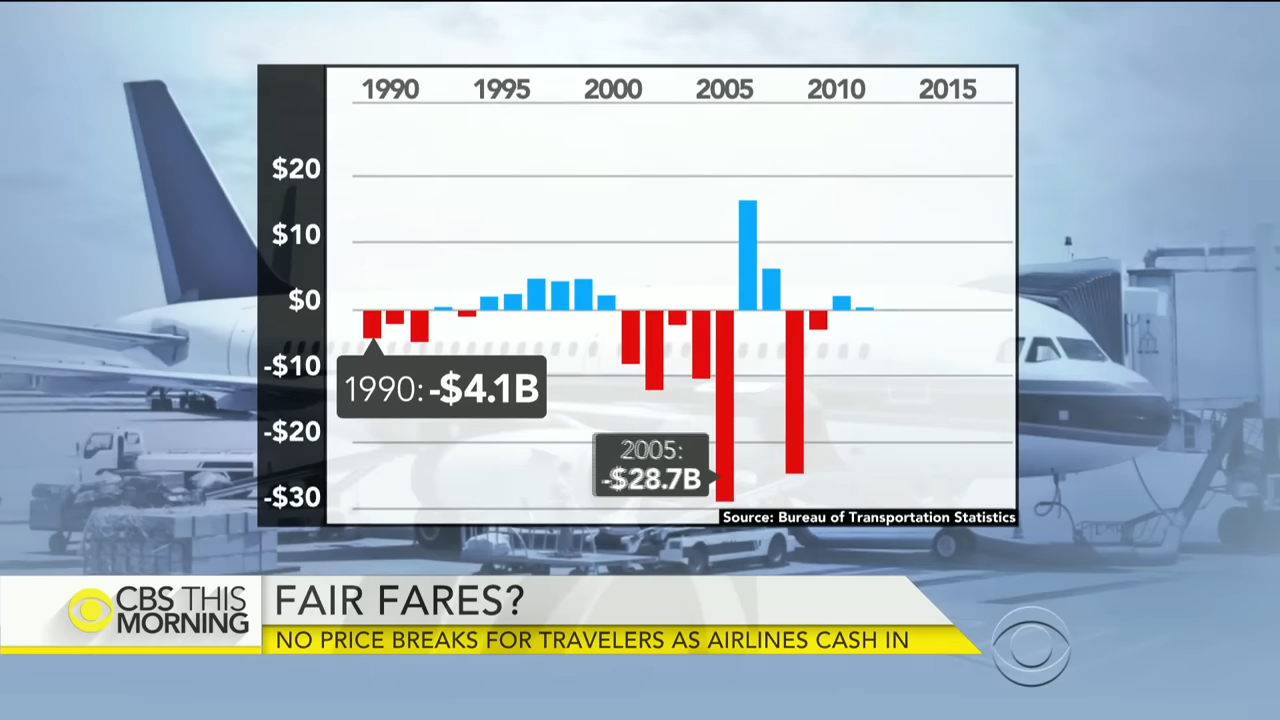 1990 1995 2000 2005 2010 2015
$20
$10
$0
-$10
-$20
-$30
1990: -$4.1B
2005:
-$28.7B
Source: Bureau of Transportation Statistics
CBS THIS
MORNING
FAIR FARES?
NO PRICE BREAKS FOR TRAVELERS AS AIRLINES CASH IN